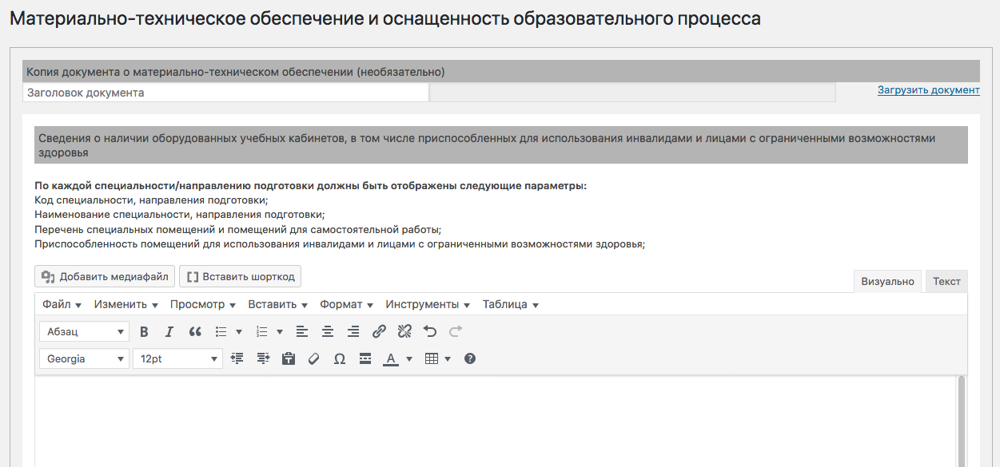 Материально-техническое обеспечение и оснащенность образовательного процесса
Копия документа о материально-техническом обеспечении (необязательно)
Заголовок документа
Загрузить документ
Сведения о наличии оборудованных учебных кабинетов, в том числе приспособленных для использования инвалидами и лицами с ограниченными возможностями
здоровья
По каждой специальности/направлению подготовки должны быть отображены следующие параметры:
Код специальности, направления подготовки;
Наименование специальности, направления подготовки;
Перечень специальных помещений и помещений для самостоятельной работы;
Приспособленность помещений для использования инвалидами и лицами с ограниченными возможностями здоровья;
Добавить медиафайл [ ] Вставить шорткод
Визуально Текст
Файл Изменить Просмотр Вставить Формат Инструменты Таблица
Абзац B I
Georgia 12pt Ω A